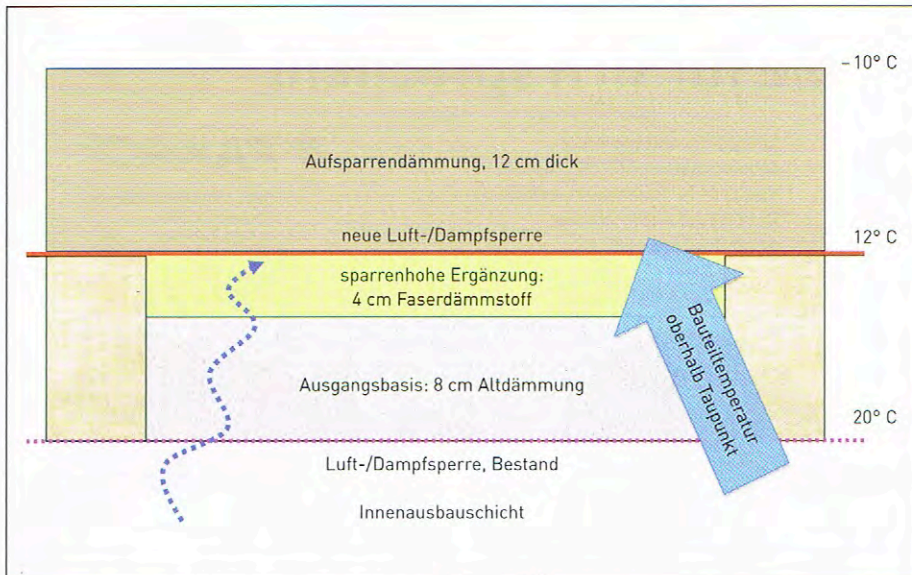 –10° C
Aufsparrendämmung, 12 cm dick
neue Luft-/Dampfsperre
12° C
sparrenhohe Ergänzung:
4 cm Faserdämmstoff
Bauteiltemperatur
oberhalb Taupunkt
Ausgangsbasis: 8 cm Altdämmung
20° C
Luft-/Dampfsperre, Bestand
Innenausbauschicht